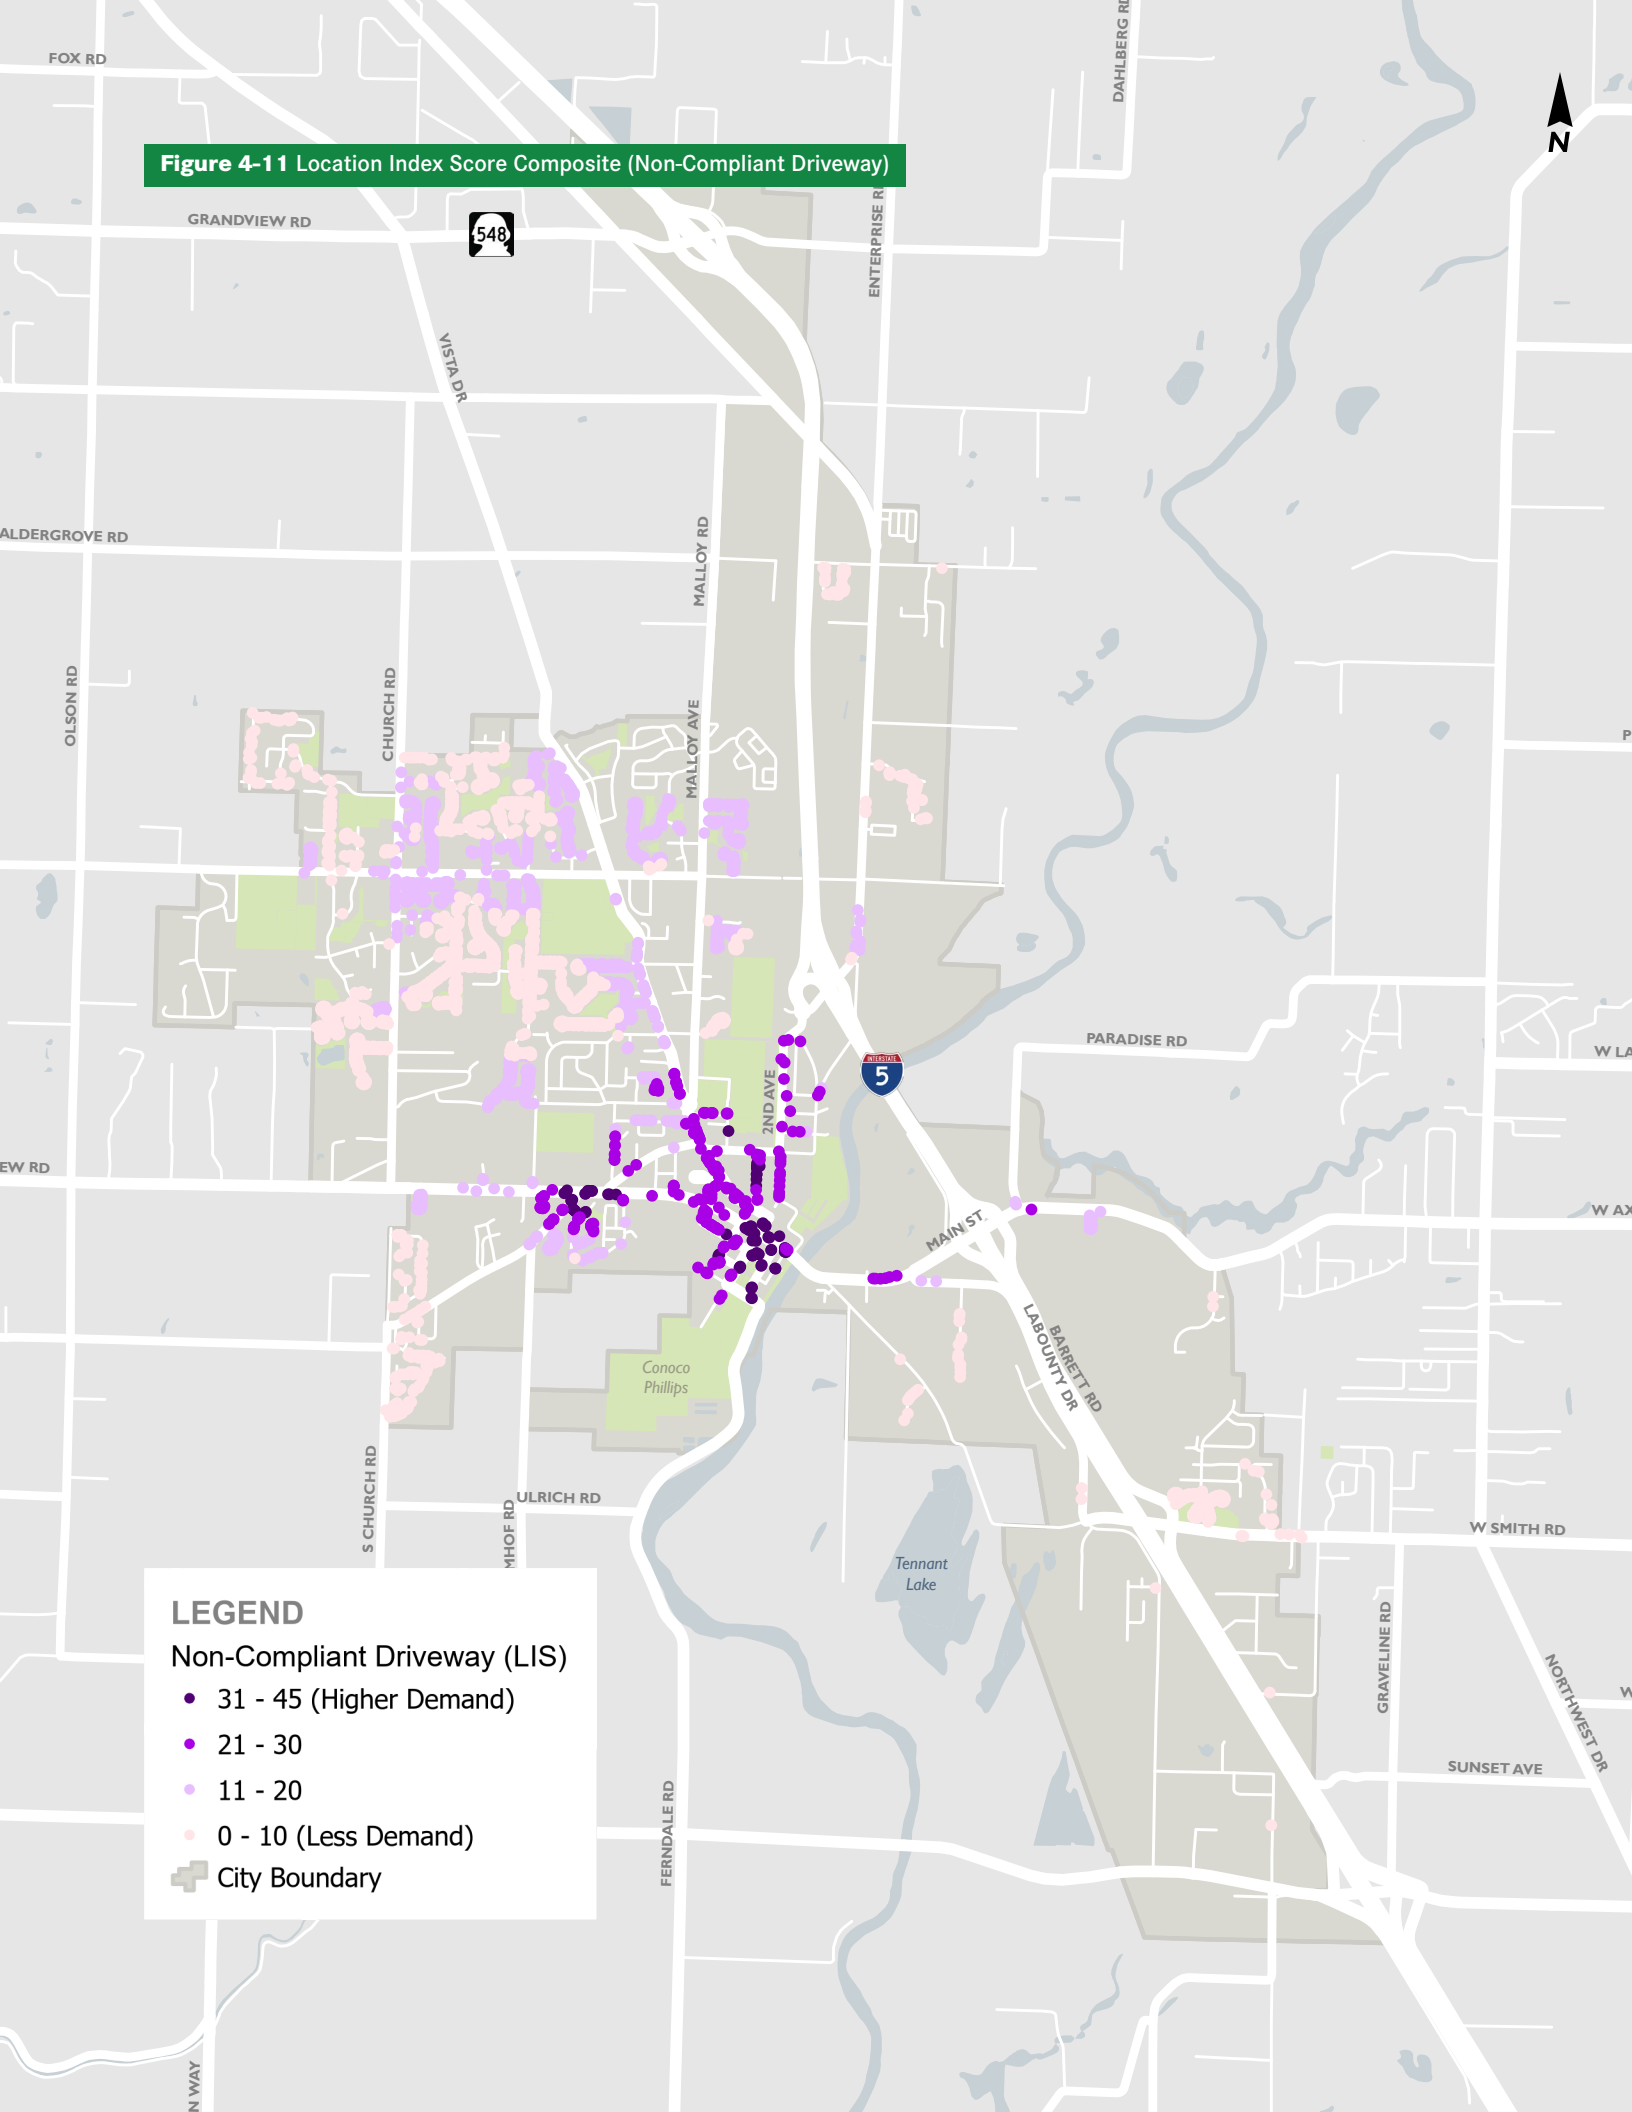 FOX RD
DAHLBERG RD
N
Figure 4-11 Location Index Score Composite (Non-Compliant Driveway)
GRANDVIEW RD
548
ENTERPRISE RD
VISTA DR
ALDERGROVE RD
MALLOY RD
OLSON RD
CHURCH RD
MALLOY AVE
P
PARADISE RD
W LA
INTERSTATE
5
2ND AVE
EW RD
W AX
MAIN ST
LABOUNTY DR
BARRETT RD
Conoco
Phillips
S CHURCH RD
ULRICH RD
MHOF RD
W SMITH RD
Tennant
Lake
GRAVELINE RD
NORTHWEST DR
W
SUNSET AVE
FERNDALE RD
LEGEND
Non-Compliant Driveway (LIS)
31 - 45 (Higher Demand)
21 - 30
11 - 20
0 - 10 (Less Demand)
City Boundary
N WAY